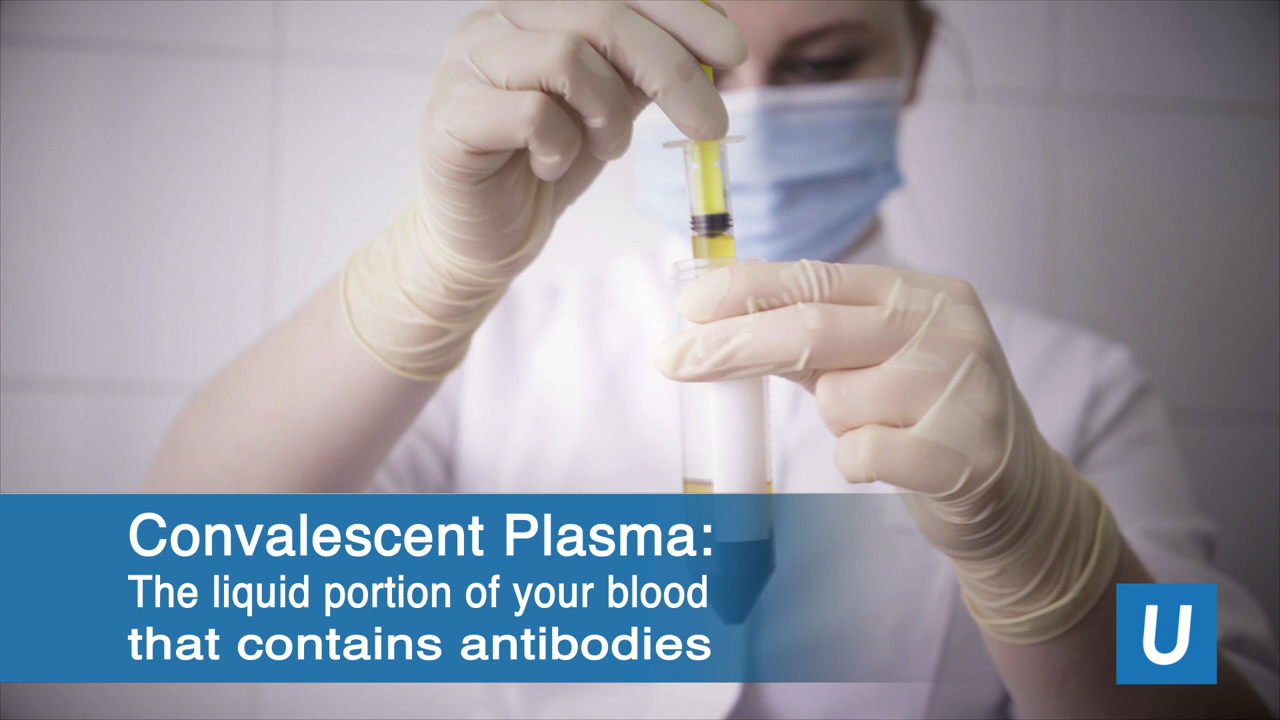 Convalescent Plasma:
The liquid portion of your blood
that contains antibodies
U